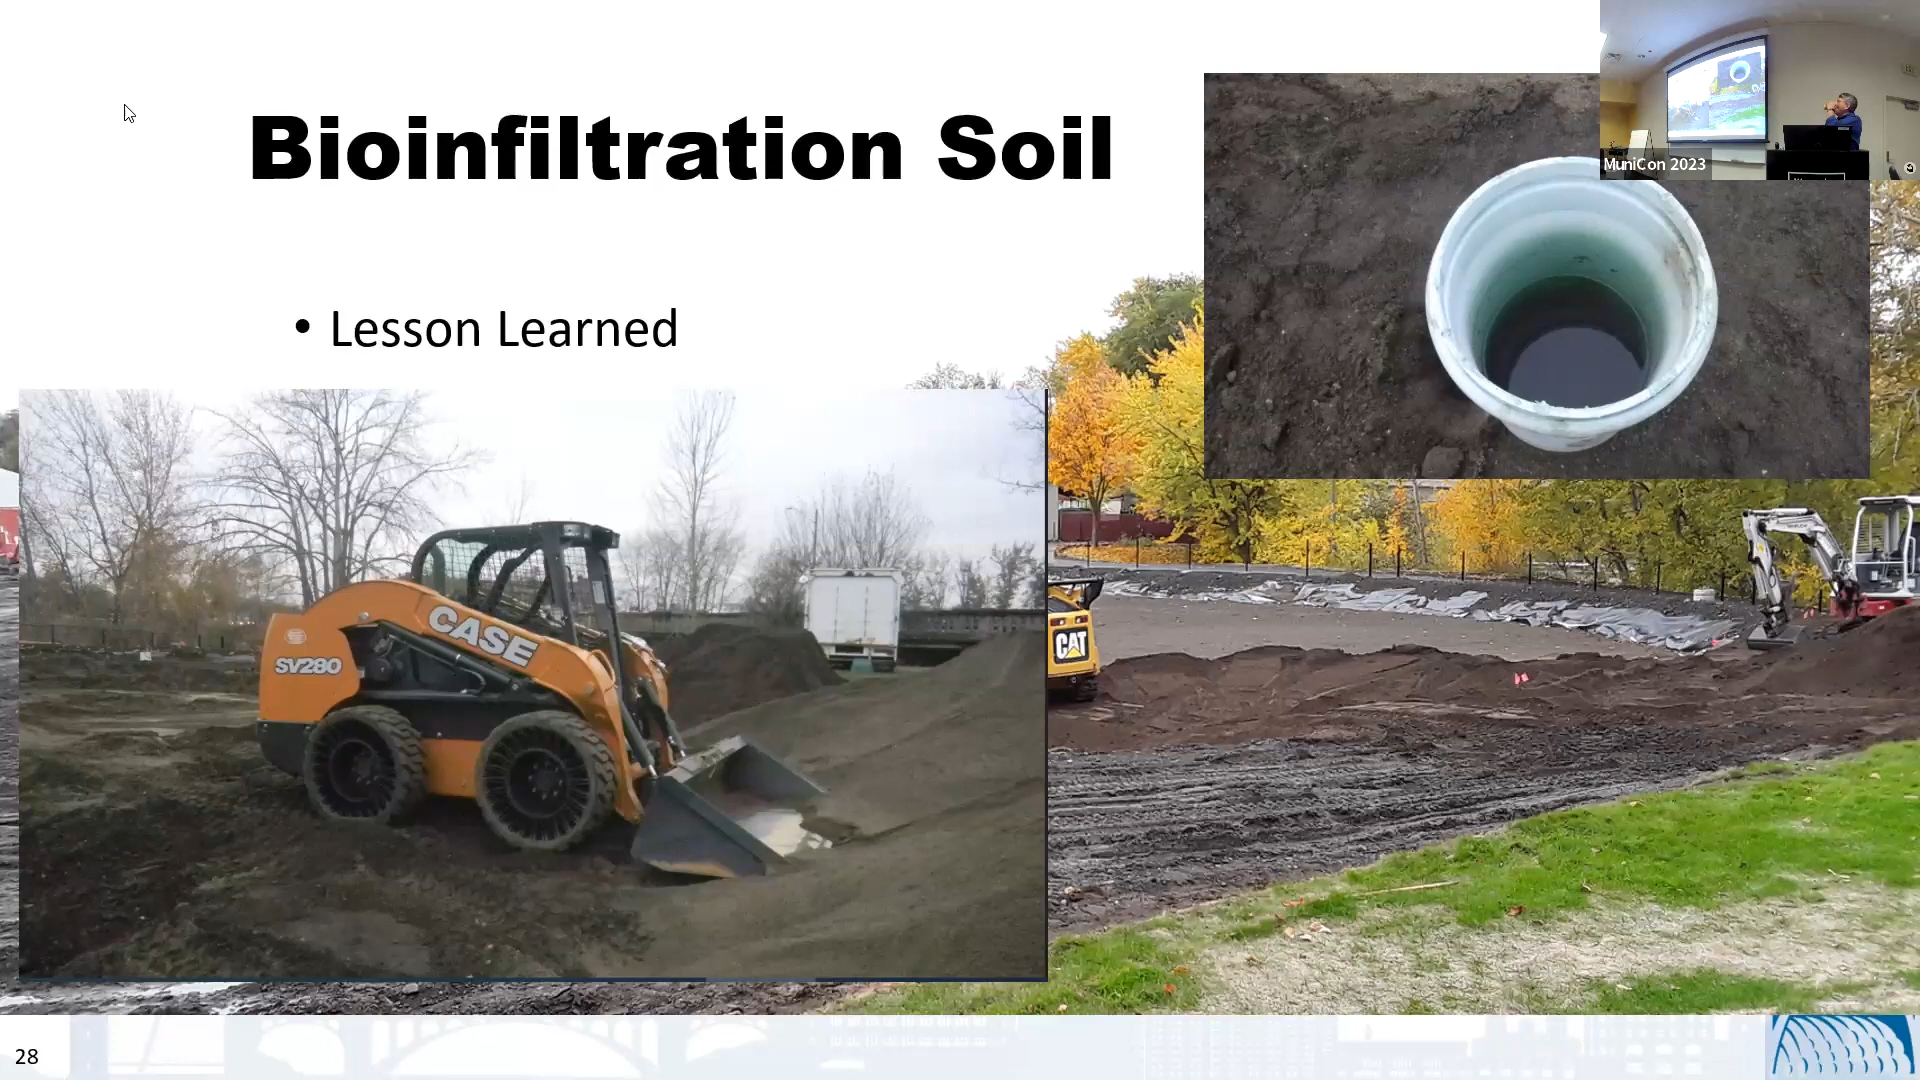 Bioinfiltration Soil
MuniCon 2023
• Lesson Learned
CASE
SV280
CAT
28